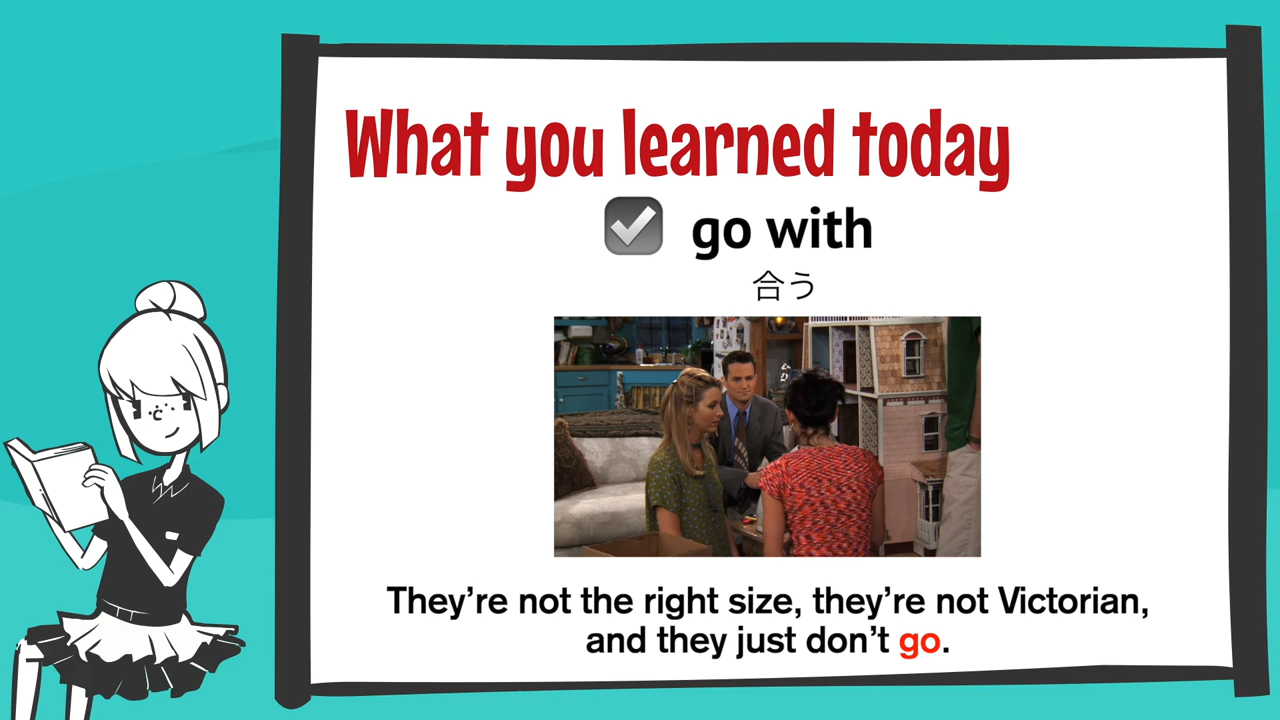 What you learned today
go with
合う
They're not the right size, they're not Victorian,
and they just don't go.